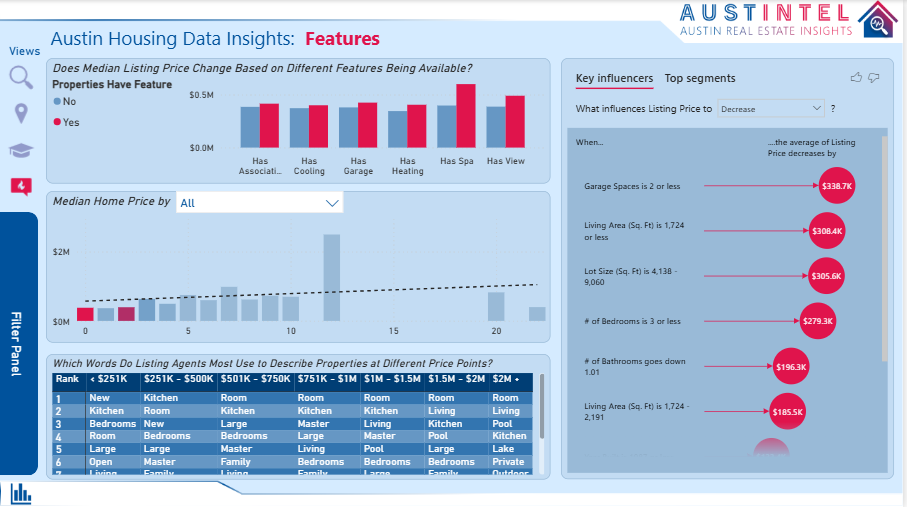 AUSTINTEL
AUSTIN REAL ESTATE INSIGHTS
Austin Housing Data Insights: Features
Views
Filter Panel
Does Median Listing Price Change Based on Different Features Being Available?
Properties Have Feature
No
Yes
$0.5M
$0.0M
Has Associati...
Has Cooling
Has Garage
Has Heating
Has Spa
Has View
Median Home Price by
All
$2M
$0M
0 5 10 15 20
Which Words Do Listing Agents Most Use to Describe Properties at Different Price Points?
Rank < $251K $251K - $500K $501K - $750K $751K - $1M $1M - $1.5M $1.5M - $2M $2M +
1 New Kitchen Room Room Room Room Room
2 Kitchen Room Kitchen Kitchen Kitchen Living Living
3 Bedrooms New Large Master Living Kitchen Pool
4 Room Bedrooms Bedrooms Large Master Pool Kitchen
5 Large Large Master Living Pool Large Lake
6 Open Master Family Bedrooms Bedrooms Bedrooms Private
7 Living Family Living Family Large Family Outdoor
Key influencers Top segments
What influences Listing Price to Decrease ?
When...
...the average of Listing
Price decreases by
Garage Spaces is 2 or less
$338.7K
Living Area (Sq. Ft) is 1,724
or less
$308.4K
Lot Size (Sq. Ft) is 4,138 -
9,060
$305.6K
# of Bedrooms is 3 or less
$279.3K
# of Bathrooms goes down
1.01
$196.3K
Living Area (Sq. Ft) is 1,724 -
2,191
$185.5K